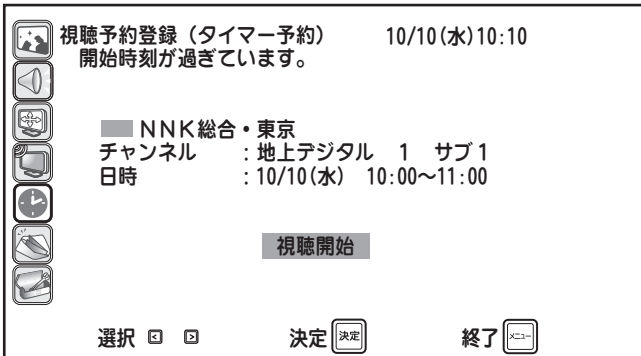 視聴予約登録（タイマー予約） 10/10(水)10:10
開始時刻が過ぎています。
NNK総合・東京
チャンネル ：地上デジタル 1 サブ1
日時 ：10/10(水) 10:00～11:00
視聴開始
選択 < > 決定 決定 終了 メニュー